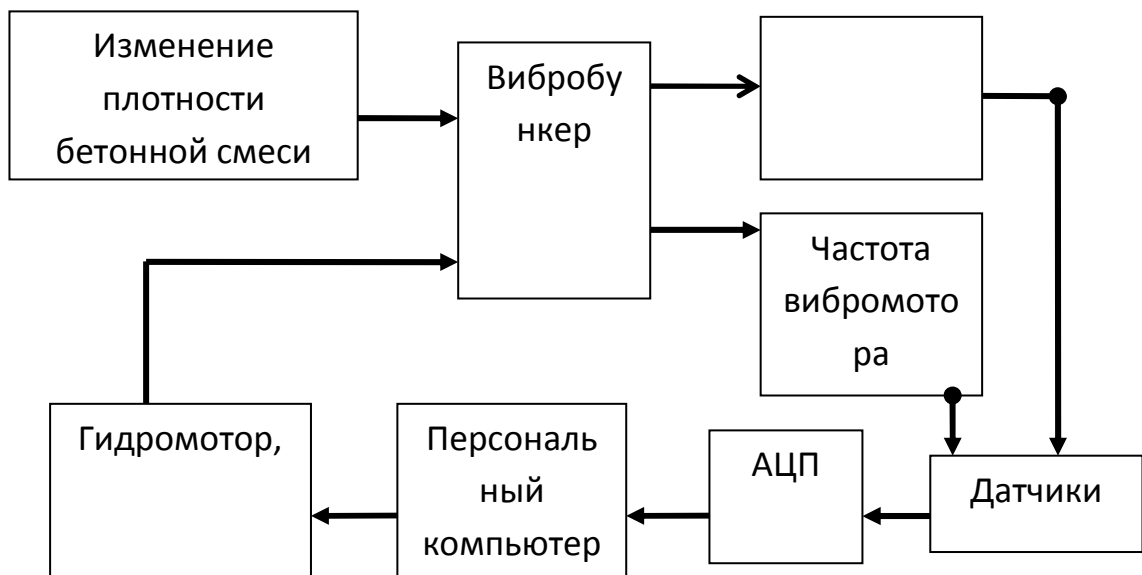 Изменение
плотности
бетонной смеси
Вибробу
нкер
Частота
вибромото
ра
Гидромотор,
Персональ
ный
компьютер
АЦП
Датчики